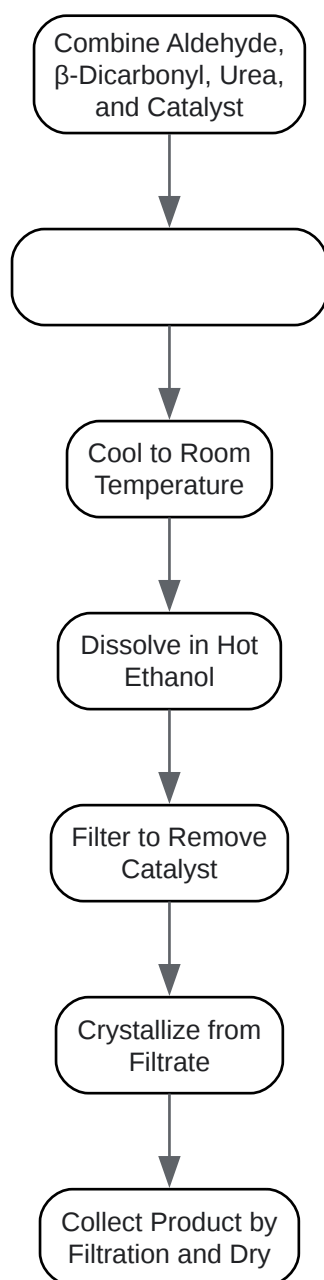 Combine Aldehyde,
β-Dicarbonyl, Urea,
and Catalyst
Cool to Room
Temperature
Dissolve in Hot
Ethanol
Filter to Remove
Catalyst
Crystallize from
Filtrate
Collect Product by
Filtration and Dry